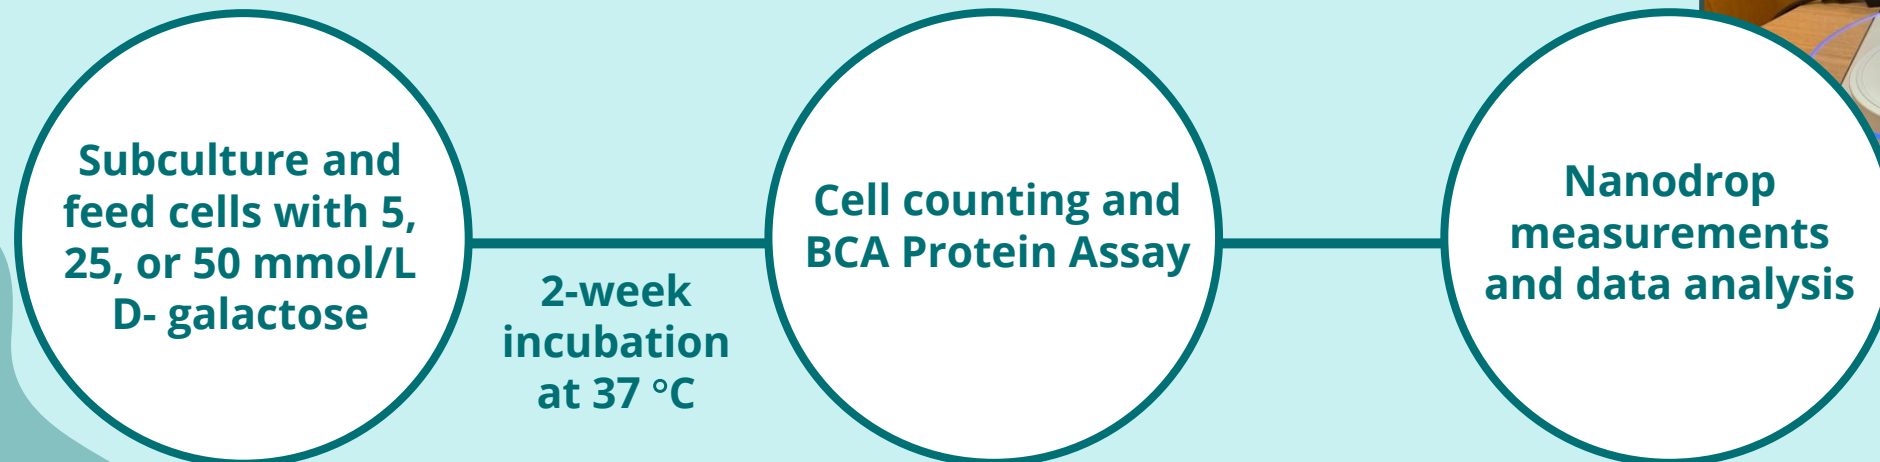 Subculture and
feed cells with 5,
25, or 50 mmol/L
D- galactose
2-week
incubation
at 37 °C
Cell counting and
BCA Protein Assay
Nanodrop
measurements
and data analysis